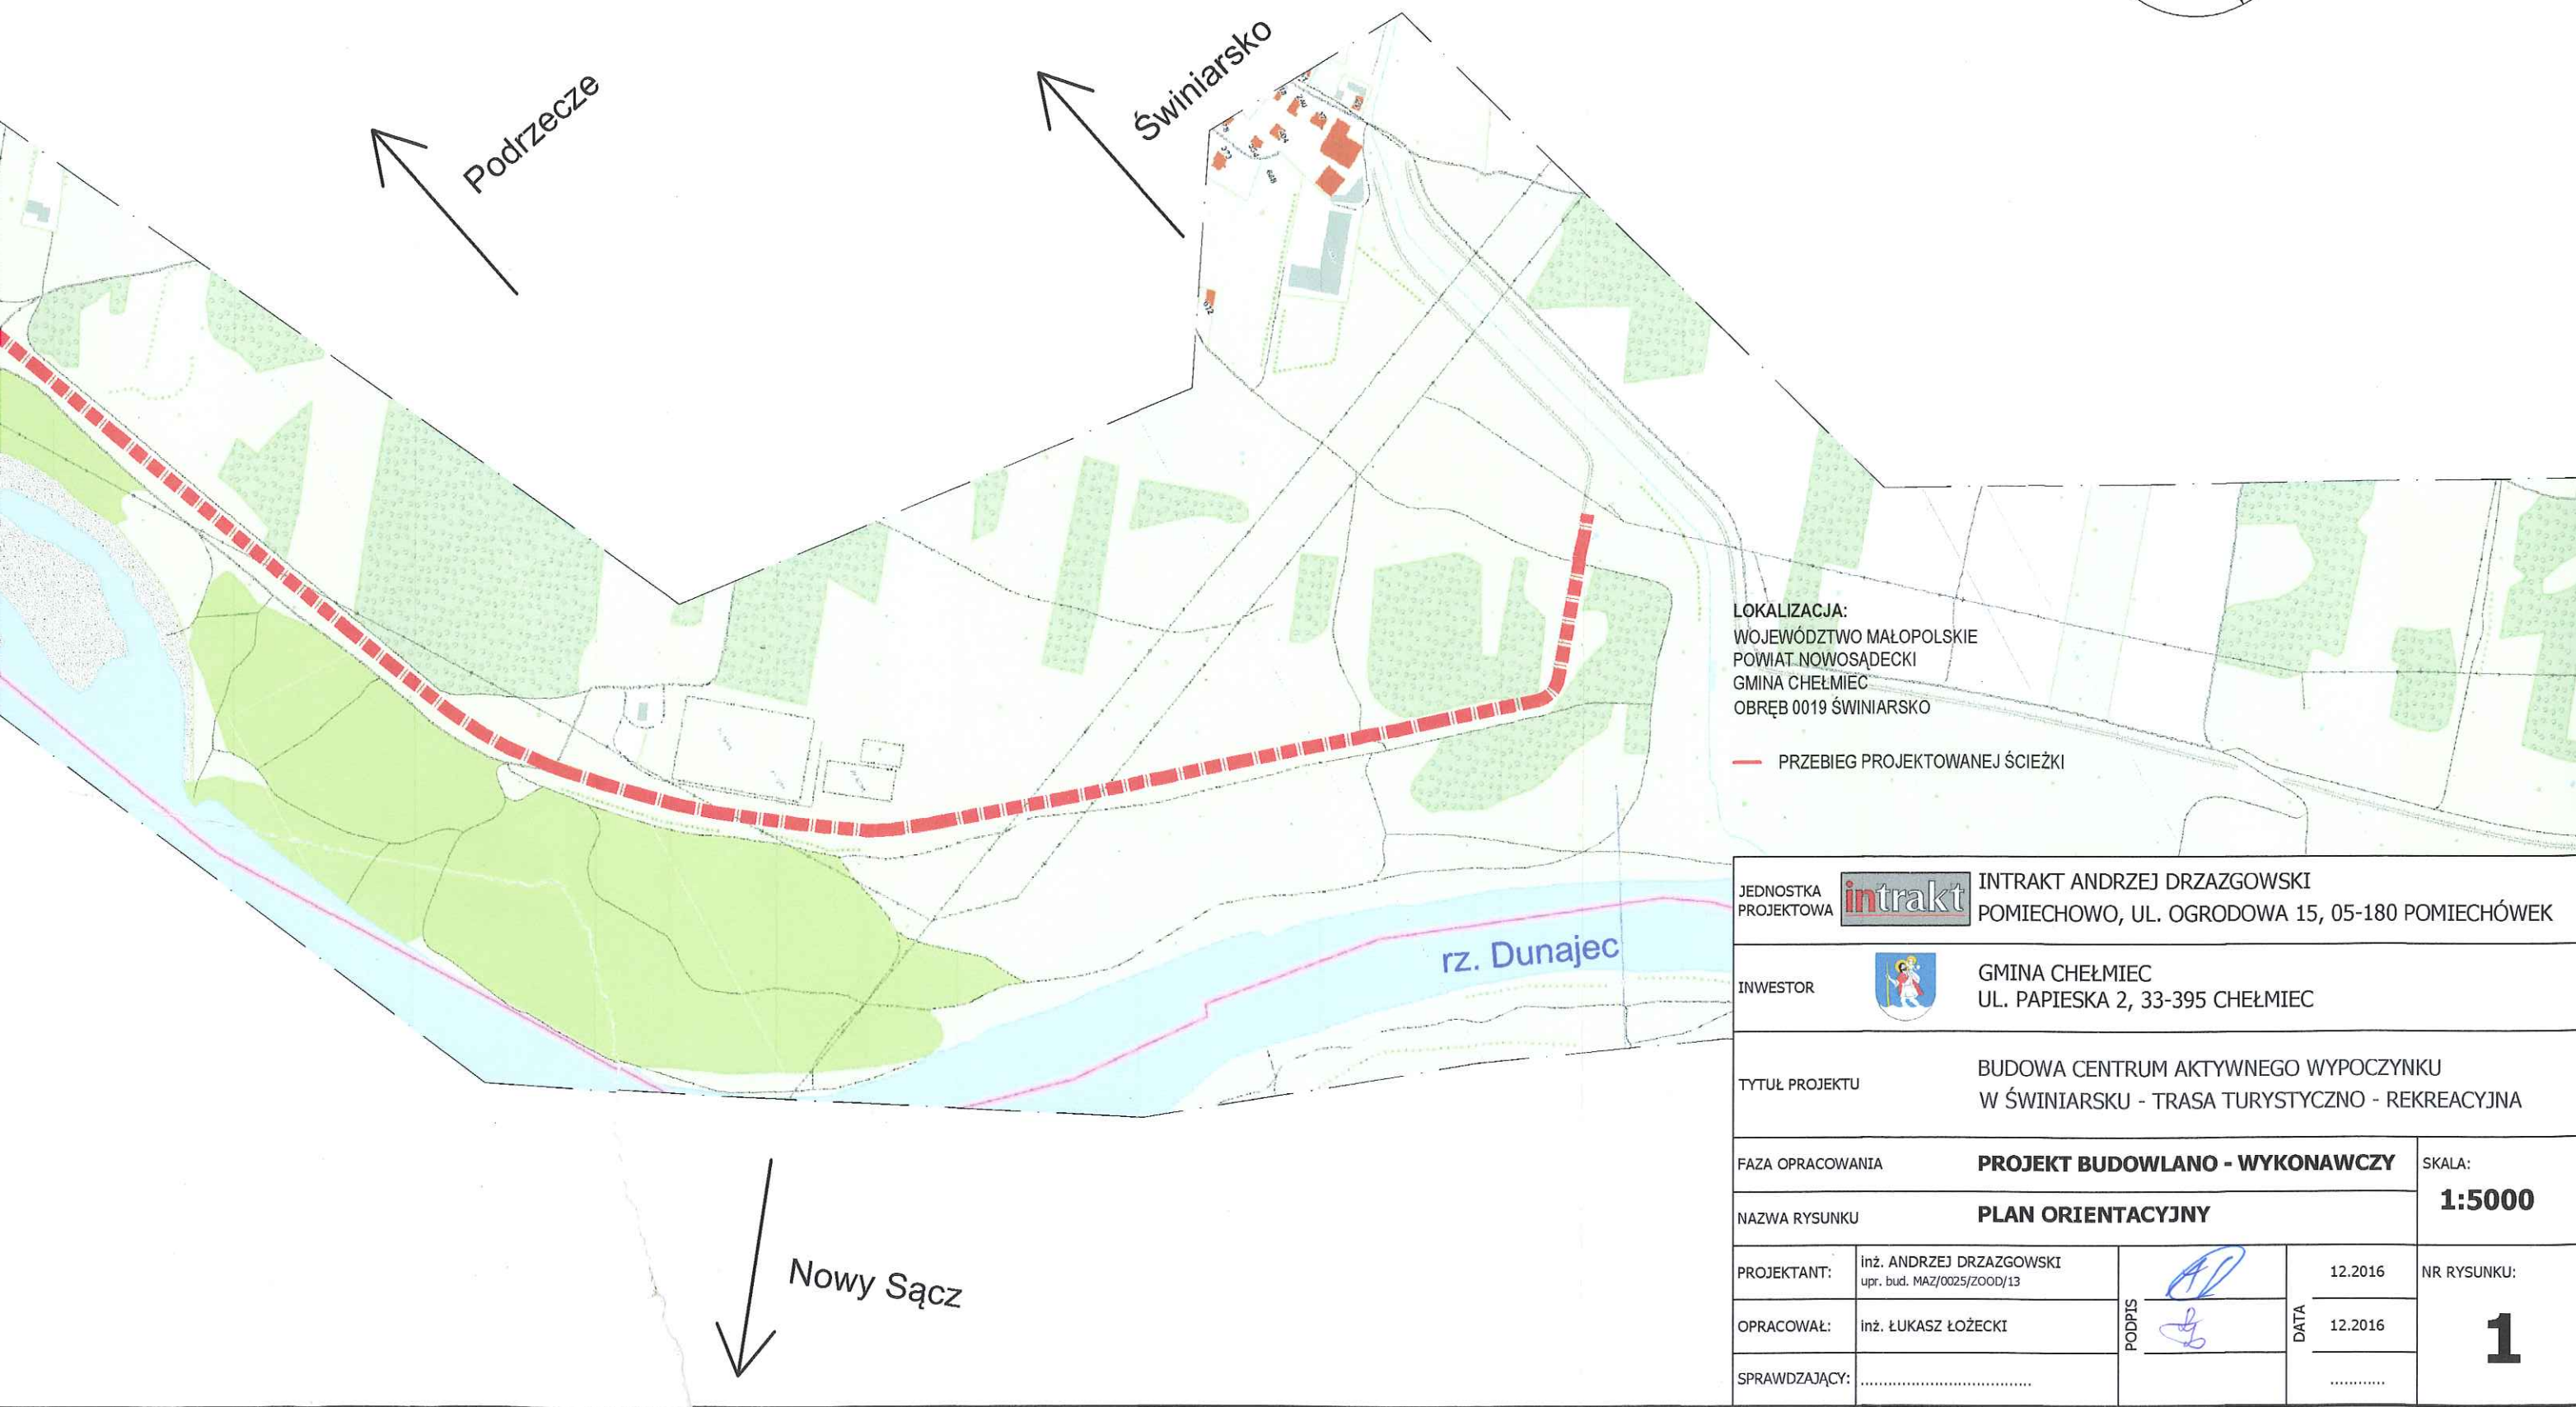 Podrzecze
Świniarsko
LOKALIZACJA:
WOJEWÓDZTWO MAŁOPOLSKIE
POWIAT NOWOSĄDECKI
GMINA CHEŁMIEC
OBRĘB 0019 ŚWINIARSKO
PRZEBIEG PROJEKTOWANEJ ŚCIEŻKI
rz. Dunajec
Nowy Sącz
JEDNOSTKA
PROJEKTOWA
intrakt
INTRAKT ANDRZEJ DRZAZGOWSKI
POMIECHOWO, UL. OGRODOWA 15, 05-180 POMIECHÓWEK
INWESTOR
GMINA CHEŁMIEC
UL. PAPIESKA 2, 33-395 CHEŁMIEC
TYTUŁ PROJEKTU
BUDOWA CENTRUM AKTYWNEGO WYPOCZYNKU
W ŚWINIARSKU - TRASA TURYSTYCZNO - REKREACYJNA
FAZA OPRACOWANIA
PROJEKT BUDOWLANO - WYKONAWCZY
SKALA:
1:5000
NAZWA RYSUNKU
PLAN ORIENTACYJNY
PROJEKTANT:
inż. ANDRZEJ DRZAZGOWSKI
upr. bud. MAZ/0025/ZOOD/13
12.2016
NR RYSUNKU:
1
OPRACOWAŁ:
inż. ŁUKASZ ŁOŻECKI
PODPIS
DATA
12.2016
SPRAWDZAJĄCY: